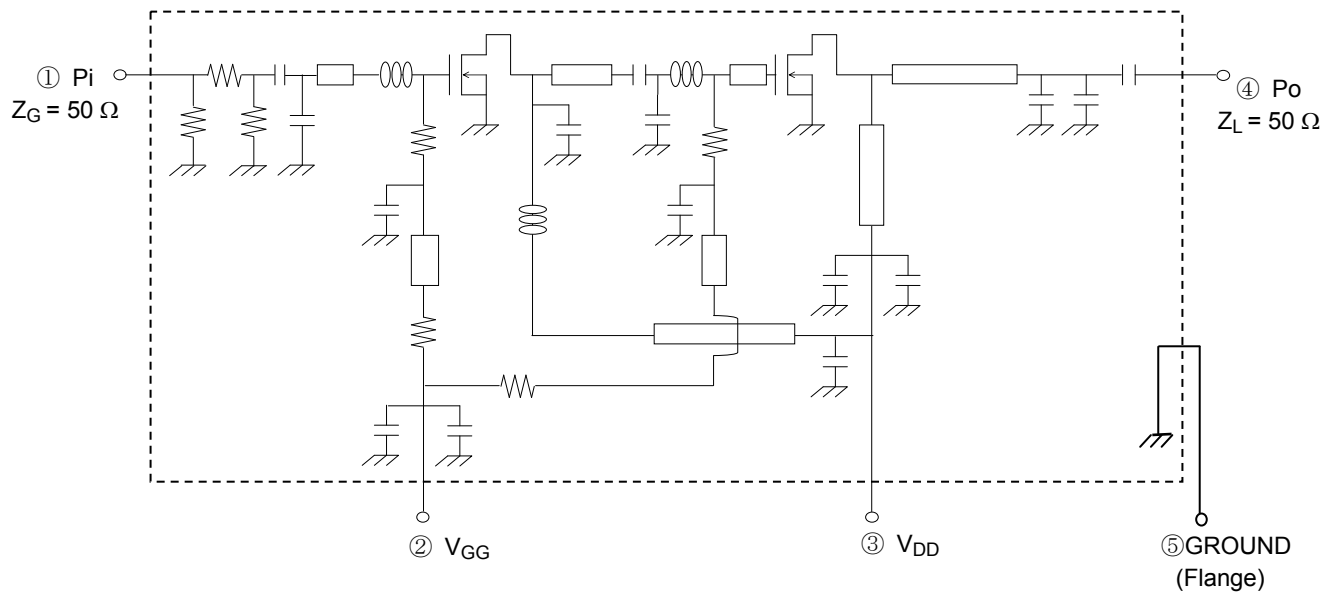 ① Pi
Z_G = 50 Ω
④ Po
Z_L = 50 Ω
② V_GG
③ V_DD
⑤GROUND
(Flange)